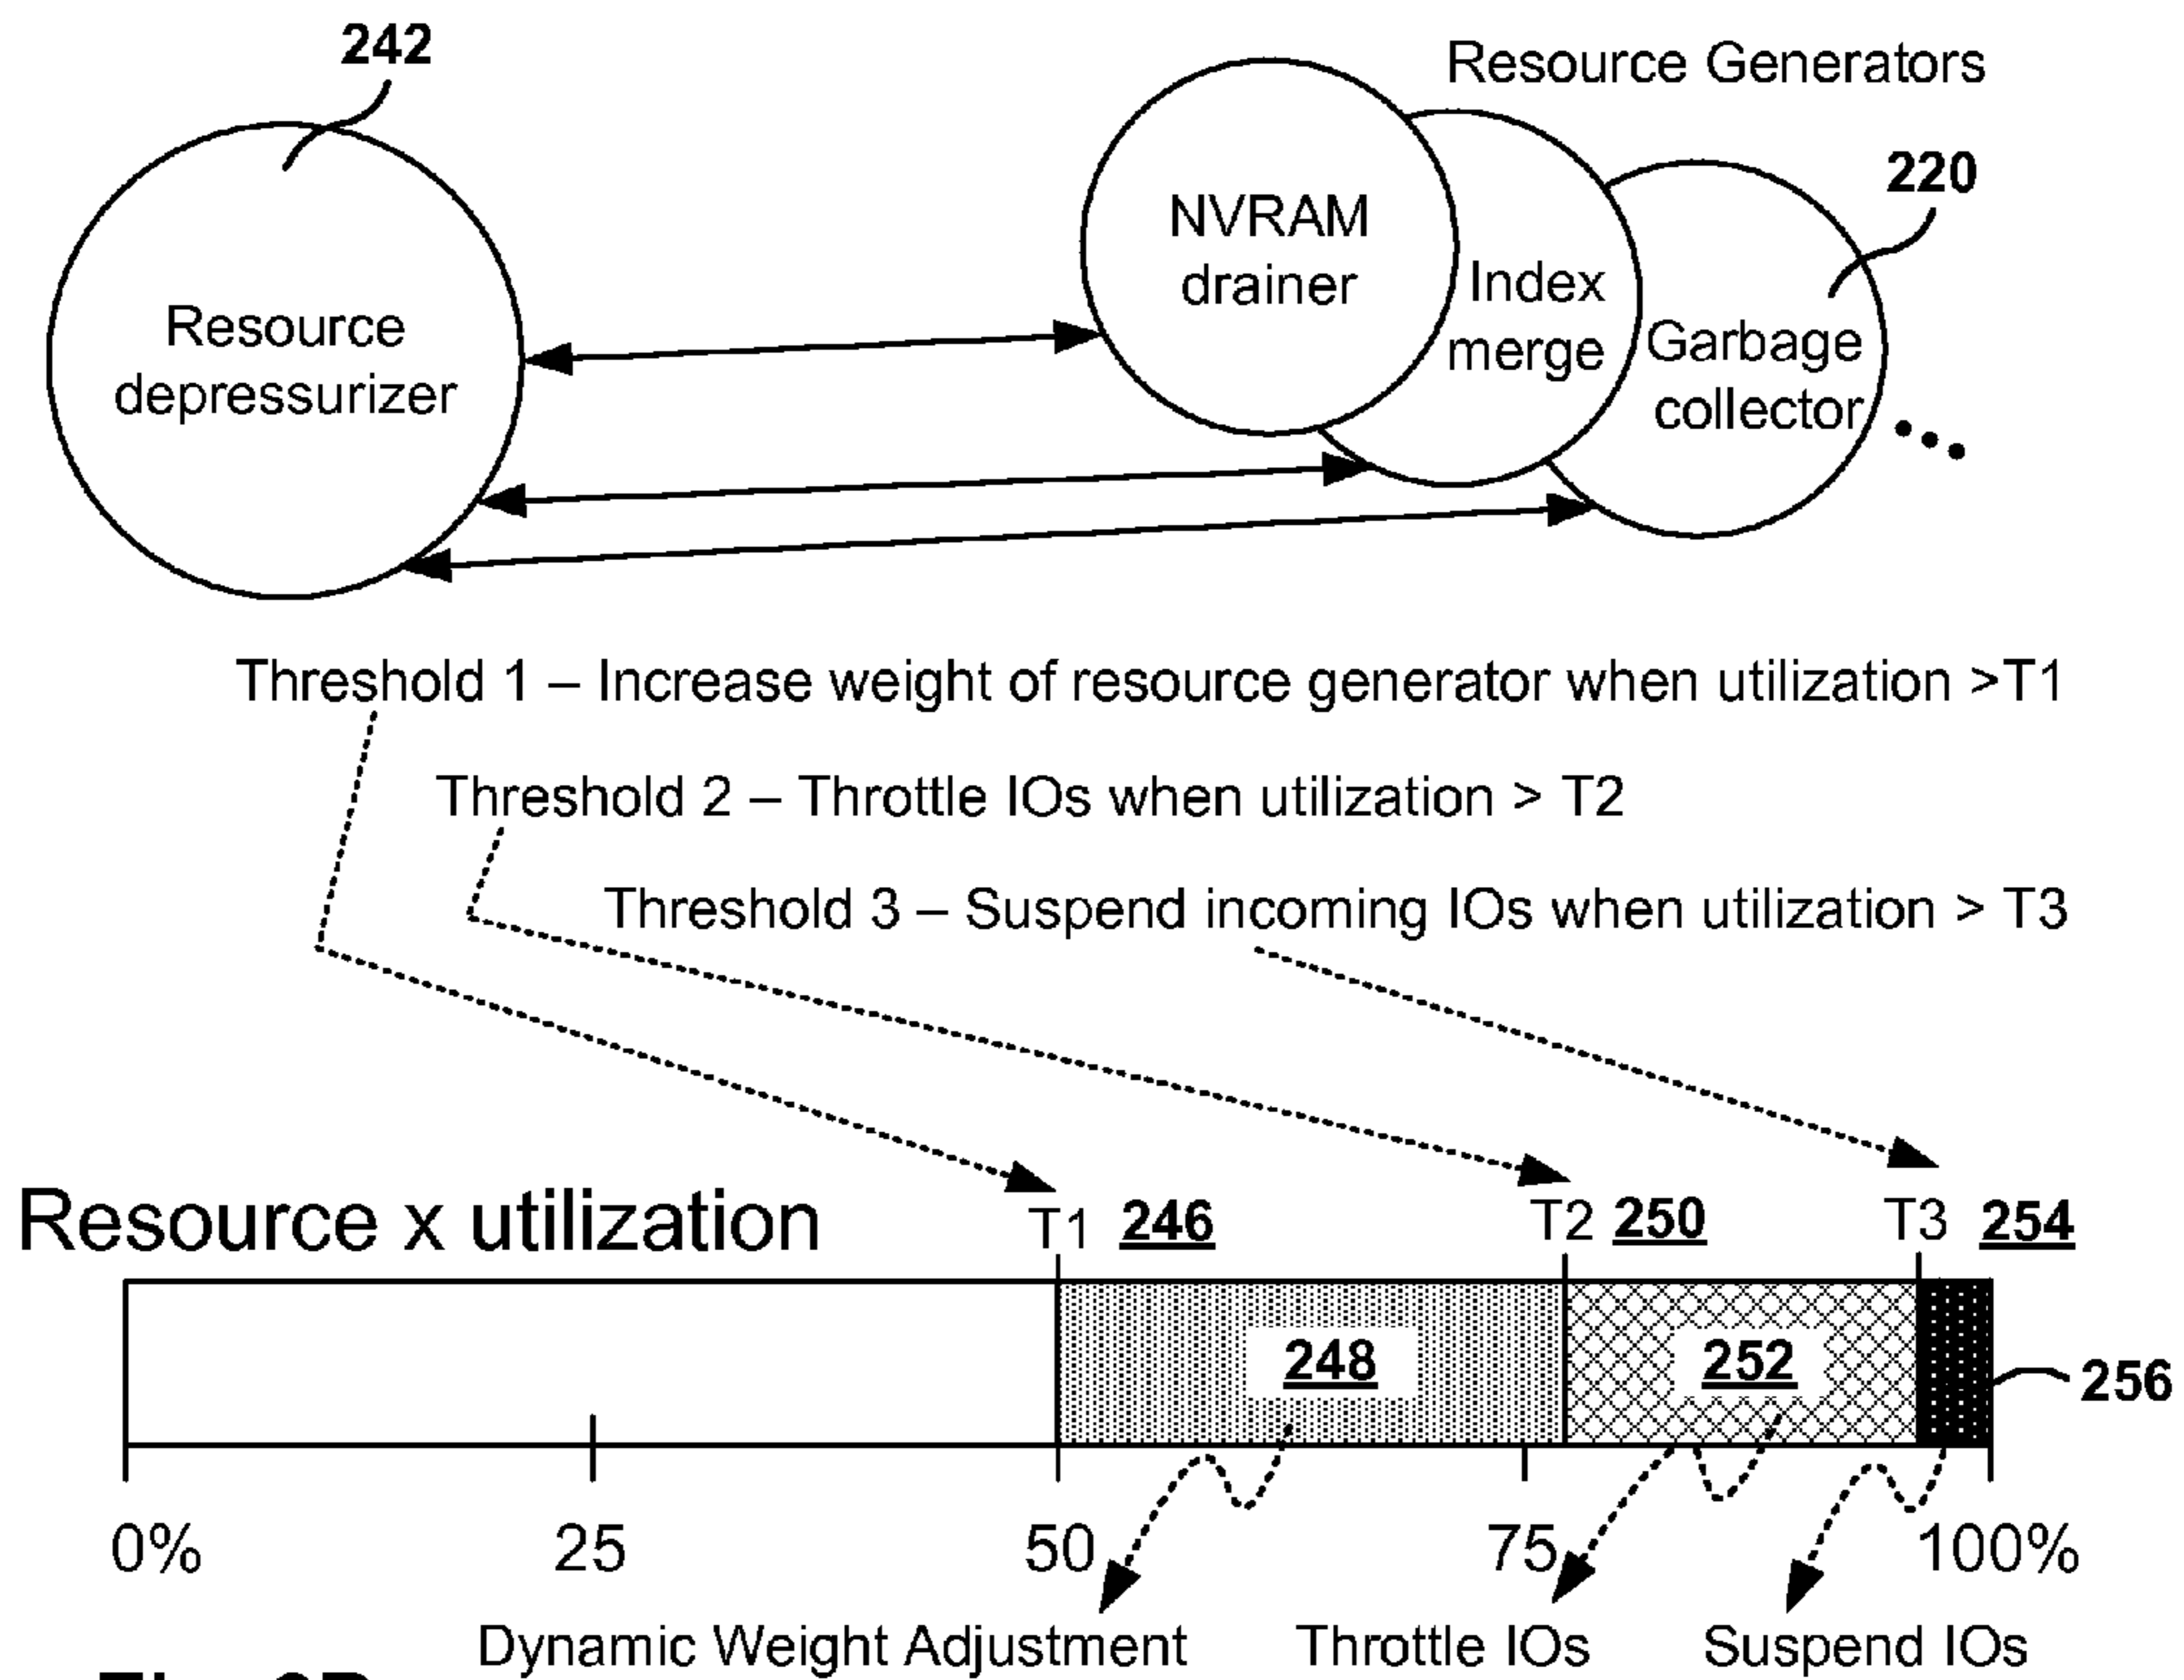 242
Resource Generators
220
NVRAM
drainer
Index
merge
Garbage
collector
Resource
depressurizer
Threshold 1 – Increase weight of resource generator when utilization >T1
Threshold 2 – Throttle IOs when utilization > T2
Threshold 3 – Suspend incoming IOs when utilization > T3
Resource x utilization
T1 246
T2 250
T3 254
248
252
256
0% 25 50 75 100%
Dynamic Weight Adjustment
Throttle IOs
Suspend IOs